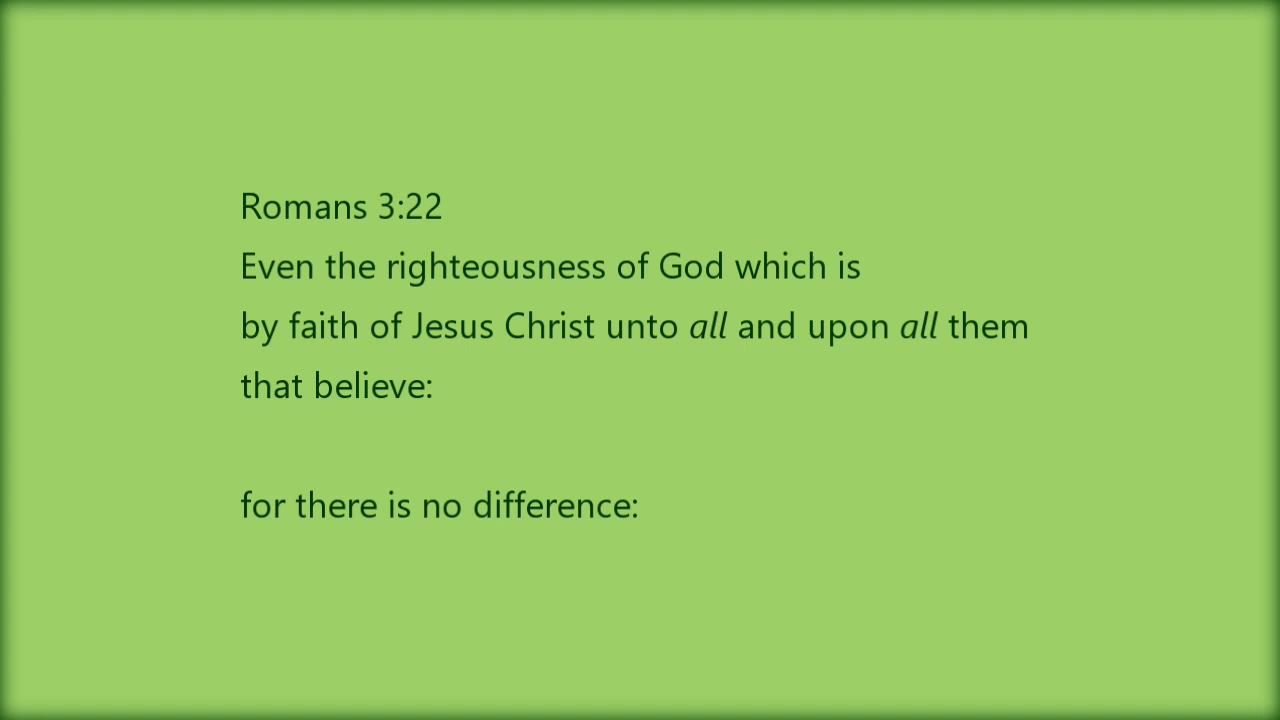 Romans 3:22
Even the righteousness of God which is
by faith of Jesus Christ unto all and upon all them
that believe:
for there is no difference: